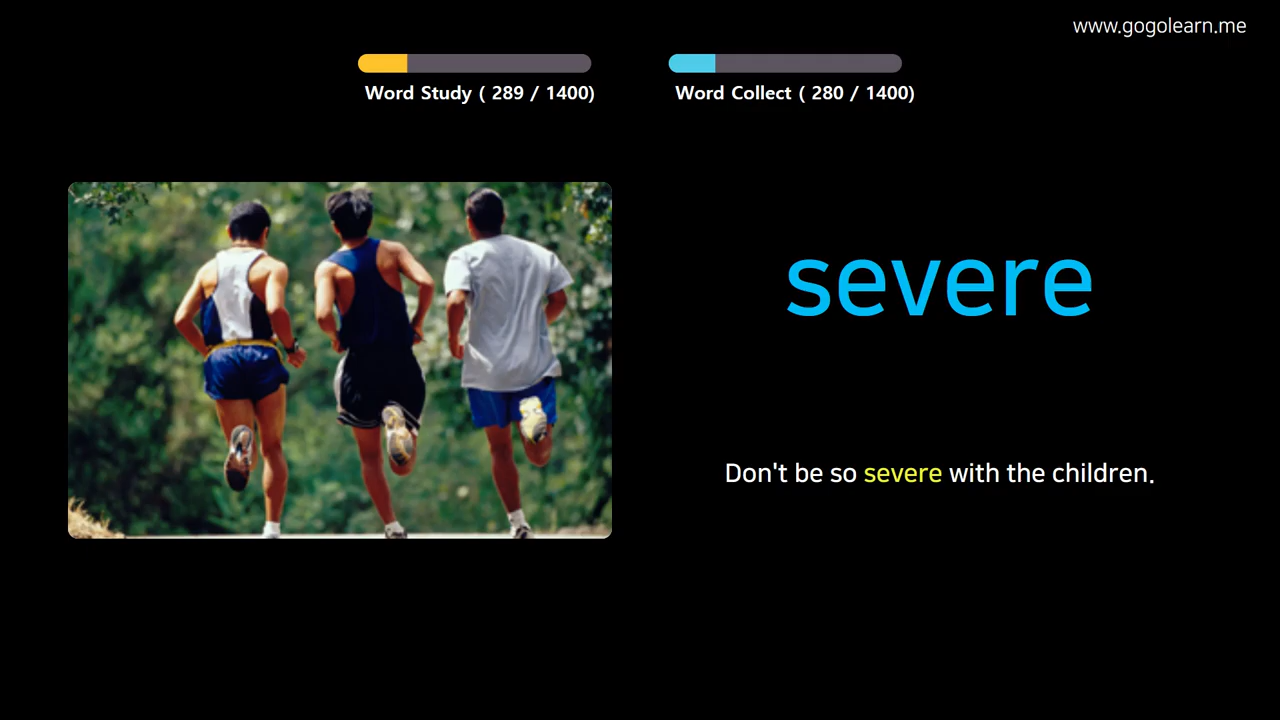 www.gogolearn.me
Word Study ( 289 / 1400)
Word Collect ( 280 / 1400)
severe
Don't be so severe with the children.